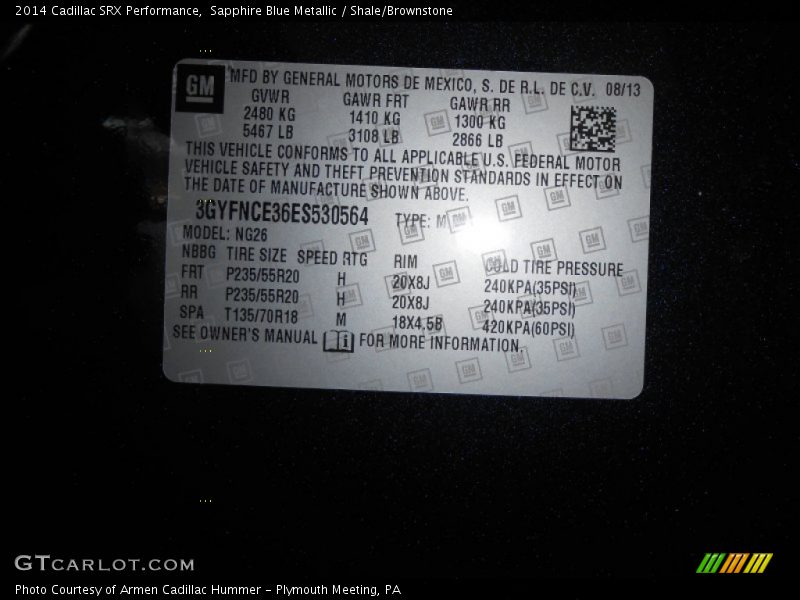 2014 Cadillac SRX Performance,  Sapphire Blue Metallic / Shale/Brownstone
GM MFD BY GENERAL MOTORS DE MEXICO, S. DE R.L. DE C.V. 08/13
GVWR GAWR FRT GAWR RR
2480 KG 1410 KG 1300 KG
5467 LB 3108 LB 2866 LB
THIS VEHICLE CONFORMS TO ALL APPLICABLE U.S. FEDERAL MOTOR
VEHICLE SAFETY AND THEFT PREVENTION STANDARDS IN EFFECT ON
THE DATE OF MANUFACTURE SHOWN ABOVE.
3GYFNCE36ES530564 TYPE: M
MODEL: NG26
NBBG TIRE SIZE SPEED RTG RIM COLD TIRE PRESSURE
FRT P235/55R20 H 20X8J 240KPA(35PSI)
RR P235/55R20 H 20X8J 240KPA(35PSI)
SPA T135/70R18 M 18X4.5B 420KPA(60PSI)
SEE OWNER'S MANUAL FOR MORE INFORMATION.
GTCARLOT.COM
Photo Courtesy of Armen Cadillac Hummer - Plymouth Meeting, PA